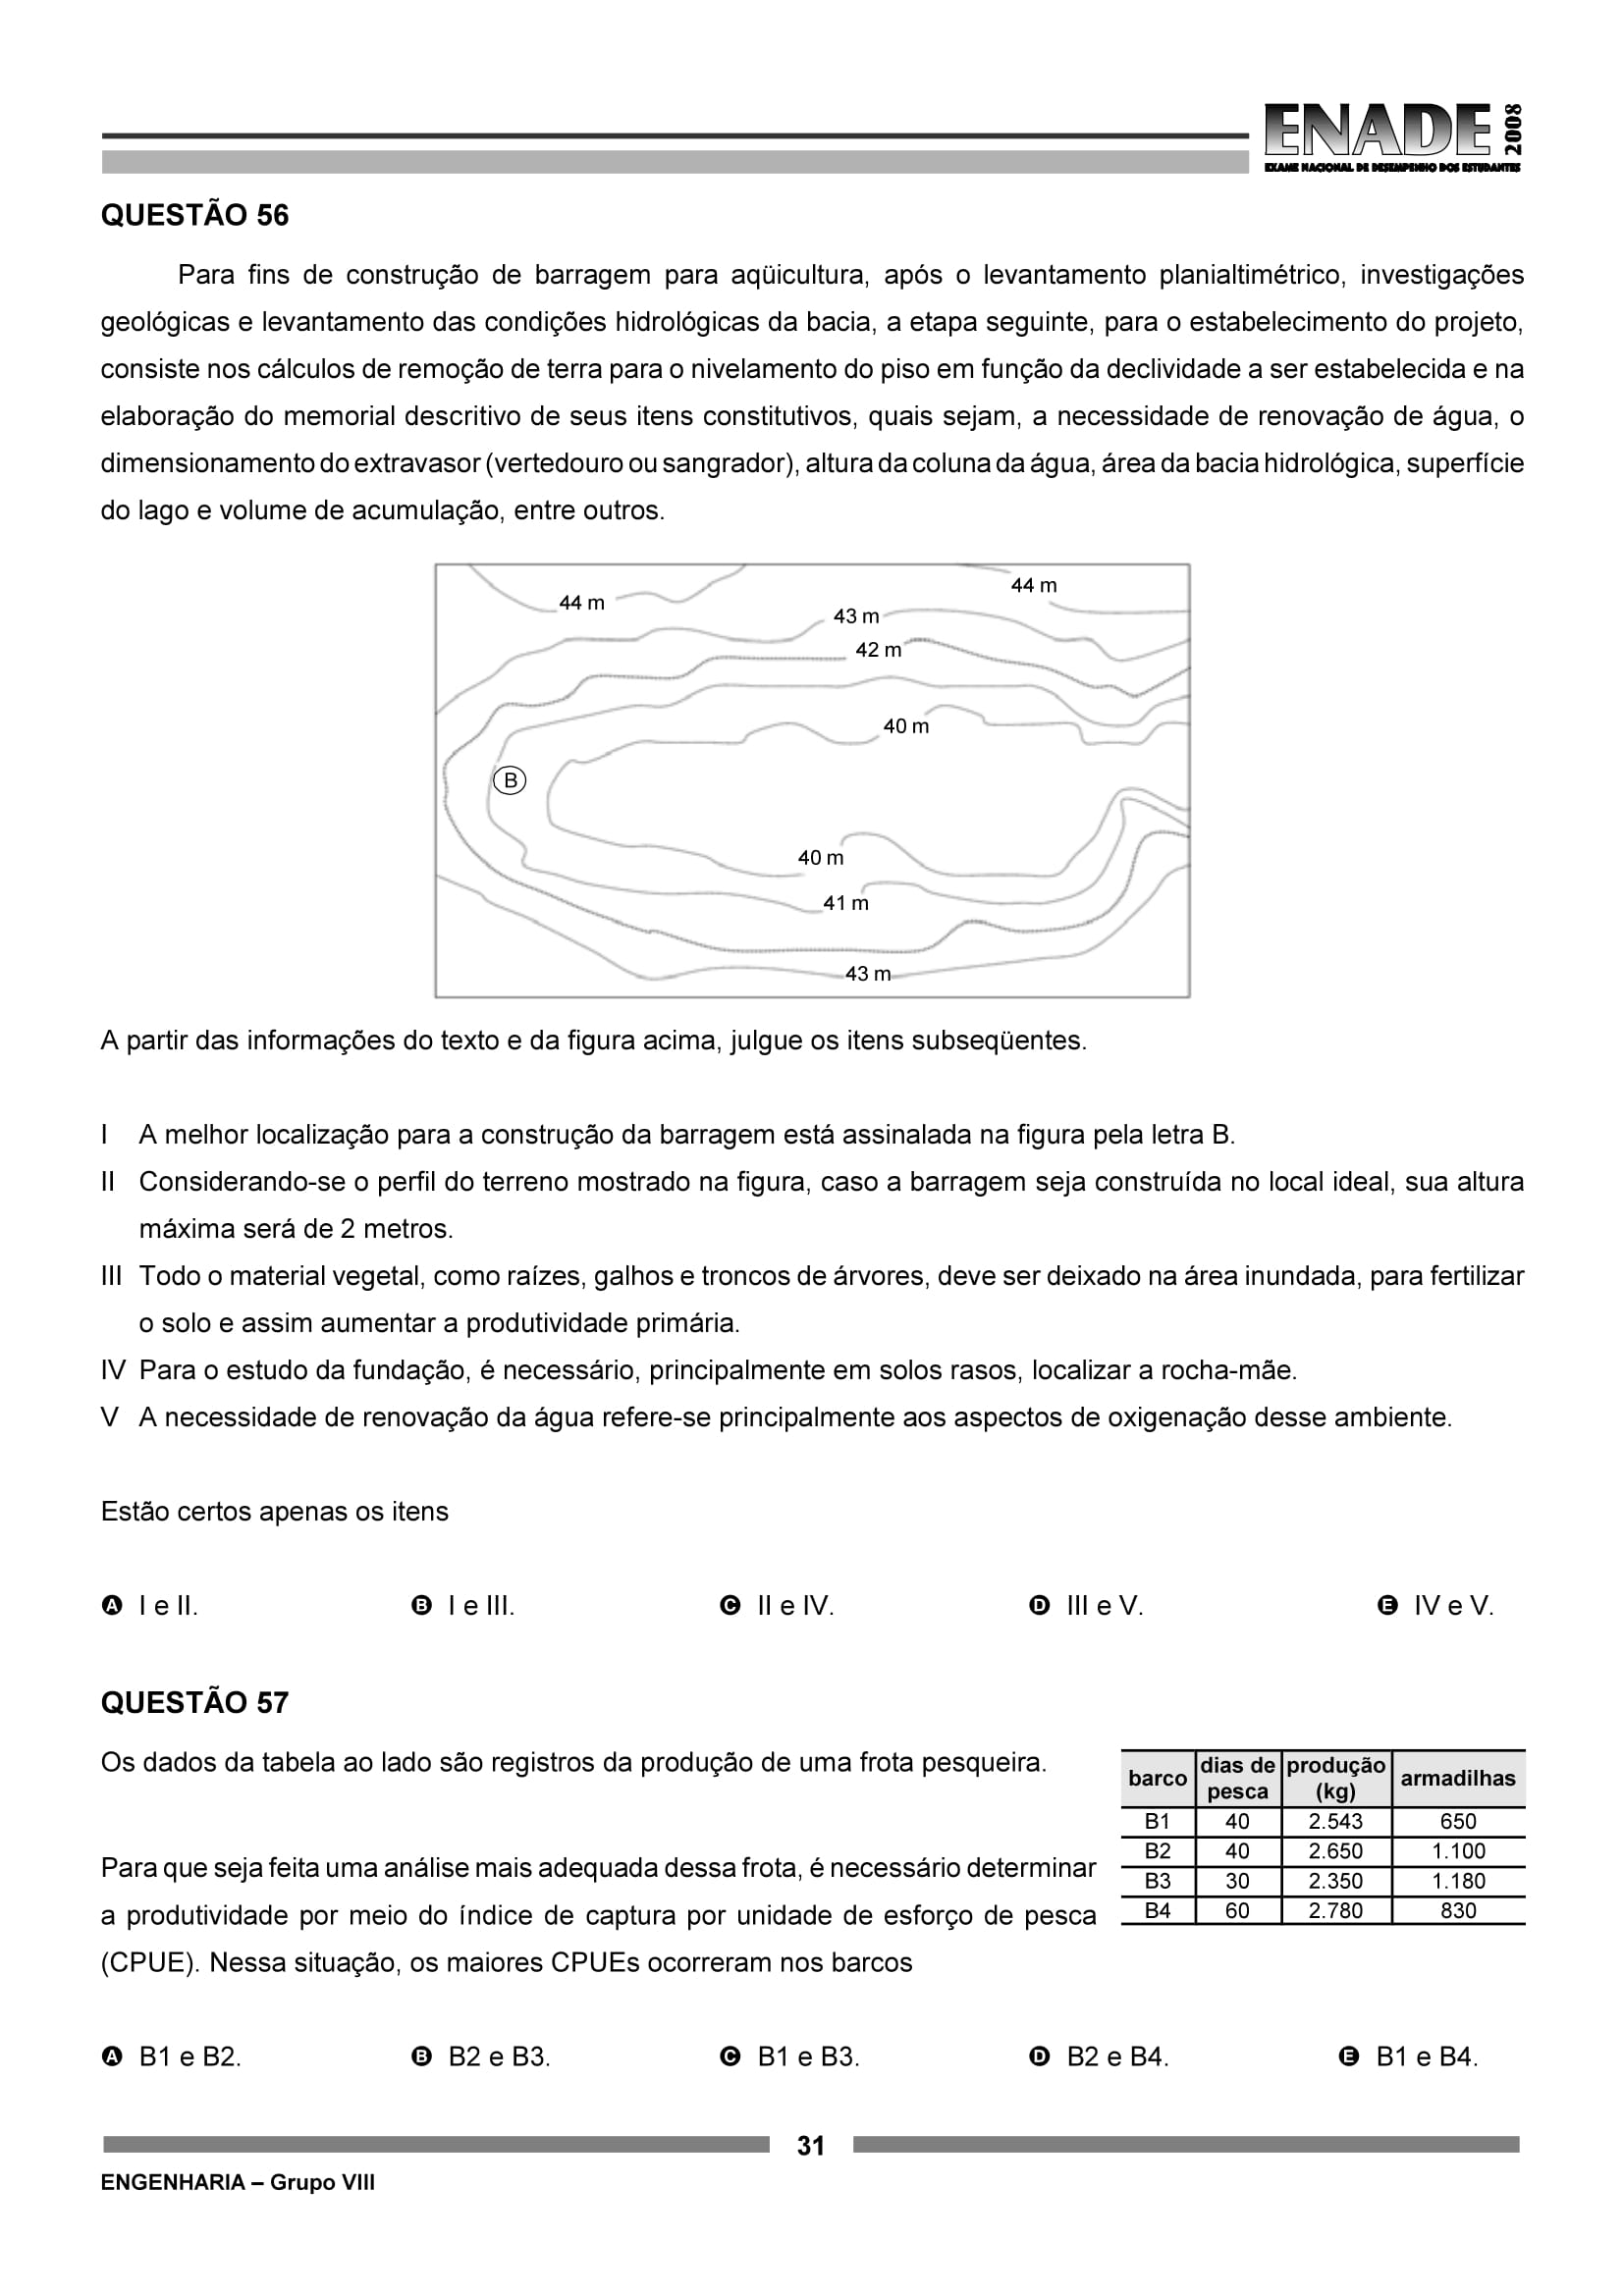 ENADE 2008
EXAME NACIONAL DE DESEMPENHO DOS ESTUDANTES
QUESTÃO 56
Para fins de construção de barragem para aqüicultura, após o levantamento planialtimétrico, investigações
geológicas e levantamento das condições hidrológicas da bacia, a etapa seguinte, para o estabelecimento do projeto,
consiste nos cálculos de remoção de terra para o nivelamento do piso em função da declividade a ser estabelecida e na
elaboração do memorial descritivo de seus itens constitutivos, quais sejam, a necessidade de renovação de água, o
dimensionamento do extravasor (vertedouro ou sangrador), altura da coluna da água, área da bacia hidrológica, superfície
do lago e volume de acumulação, entre outros.
44 m
44 m
43 m
42 m
40 m
B
40 m
41 m
43 m
A partir das informações do texto e da figura acima, julgue os itens subseqüentes.
I A melhor localização para a construção da barragem está assinalada na figura pela letra B.
II Considerando-se o perfil do terreno mostrado na figura, caso a barragem seja construída no local ideal, sua altura
máxima será de 2 metros.
III Todo o material vegetal, como raízes, galhos e troncos de árvores, deve ser deixado na área inundada, para fertilizar
o solo e assim aumentar a produtividade primária.
IV Para o estudo da fundação, é necessário, principalmente em solos rasos, localizar a rocha-mãe.
V A necessidade de renovação da água refere-se principalmente aos aspectos de oxigenação desse ambiente.
Estão certos apenas os itens
A I e II. B I e III. C II e IV. D III e V. E IV e V.
QUESTÃO 57
Os dados da tabela ao lado são registros da produção de uma frota pesqueira.
Para que seja feita uma análise mais adequada dessa frota, é necessário determinar
a produtividade por meio do índice de captura por unidade de esforço de pesca
(CPUE). Nessa situação, os maiores CPUEs ocorreram nos barcos
barco dias de pesca produção (kg) armadilhas
B1 40 2.543 650
B2 40 2.650 1.100
B3 30 2.350 1.180
B4 60 2.780 830
A B1 e B2. B B2 e B3. C B1 e B3. D B2 e B4. E B1 e B4.
31
ENGENHARIA – Grupo VIII